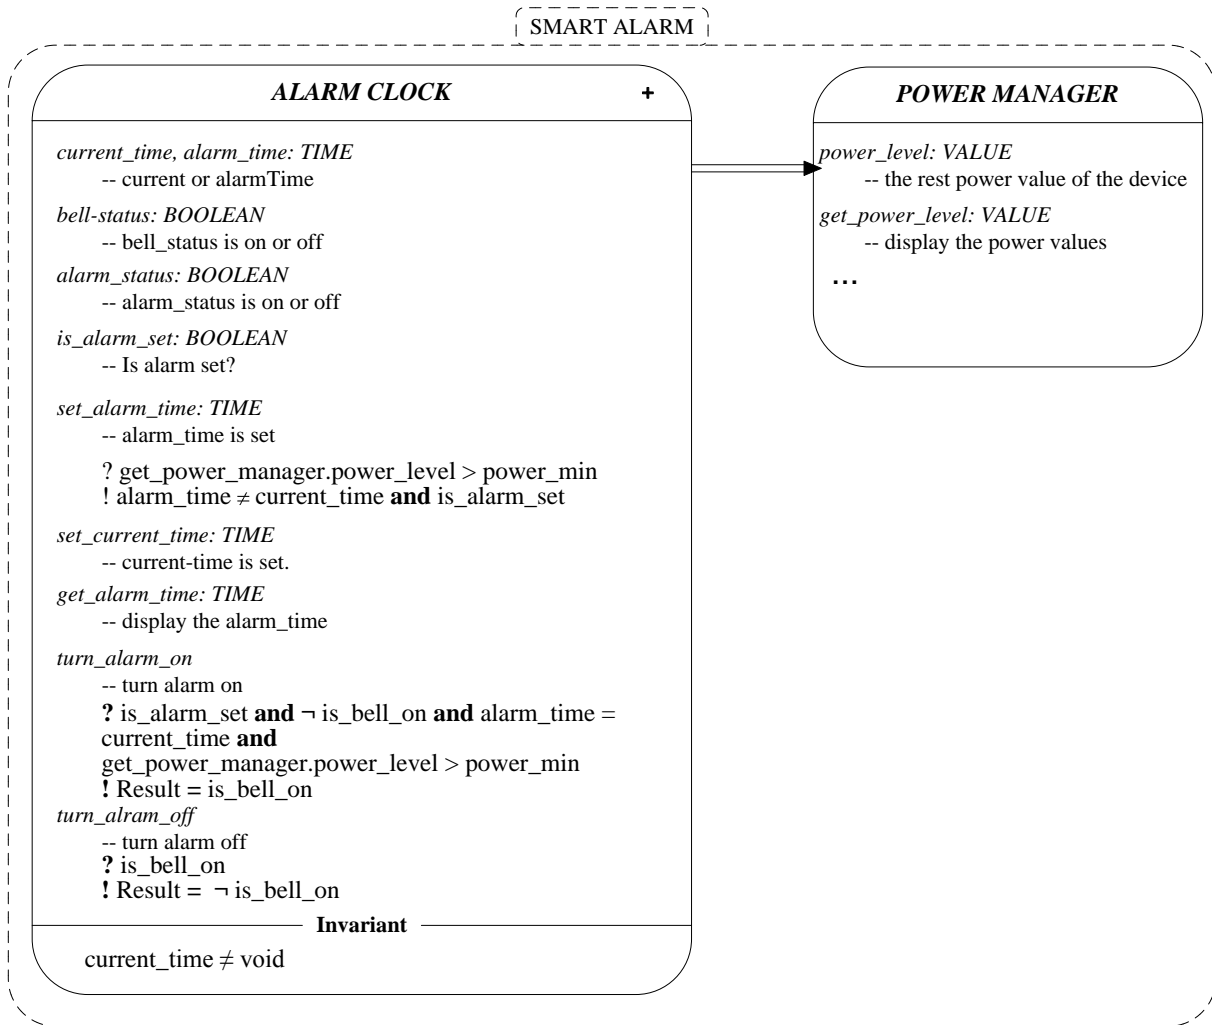 SMART ALARM
ALARM CLOCK +
current_time, alarm_time: TIME
-- current or alarmTime
bell-status: BOOLEAN
-- bell_status is on or off
alarm_status: BOOLEAN
-- alarm_status is on or off
is_alarm_set: BOOLEAN
-- Is alarm set?
set_alarm_time: TIME
-- alarm_time is set
? get_power_manager.power_level > power_min
! alarm_time ≠ current_time and is_alarm_set
set_current_time: TIME
-- current-time is set.
get_alarm_time: TIME
-- display the alarm_time
turn_alarm_on
-- turn alarm on
? is_alarm_set and ¬ is_bell_on and alarm_time =
current_time and
get_power_manager.power_level > power_min
! Result = is_bell_on
turn_alram_off
-- turn alarm off
? is_bell_on
! Result = ¬ is_bell_on
Invariant
current_time ≠ void
POWER MANAGER
power_level: VALUE
-- the rest power value of the device
get_power_level: VALUE
-- display the power values
...